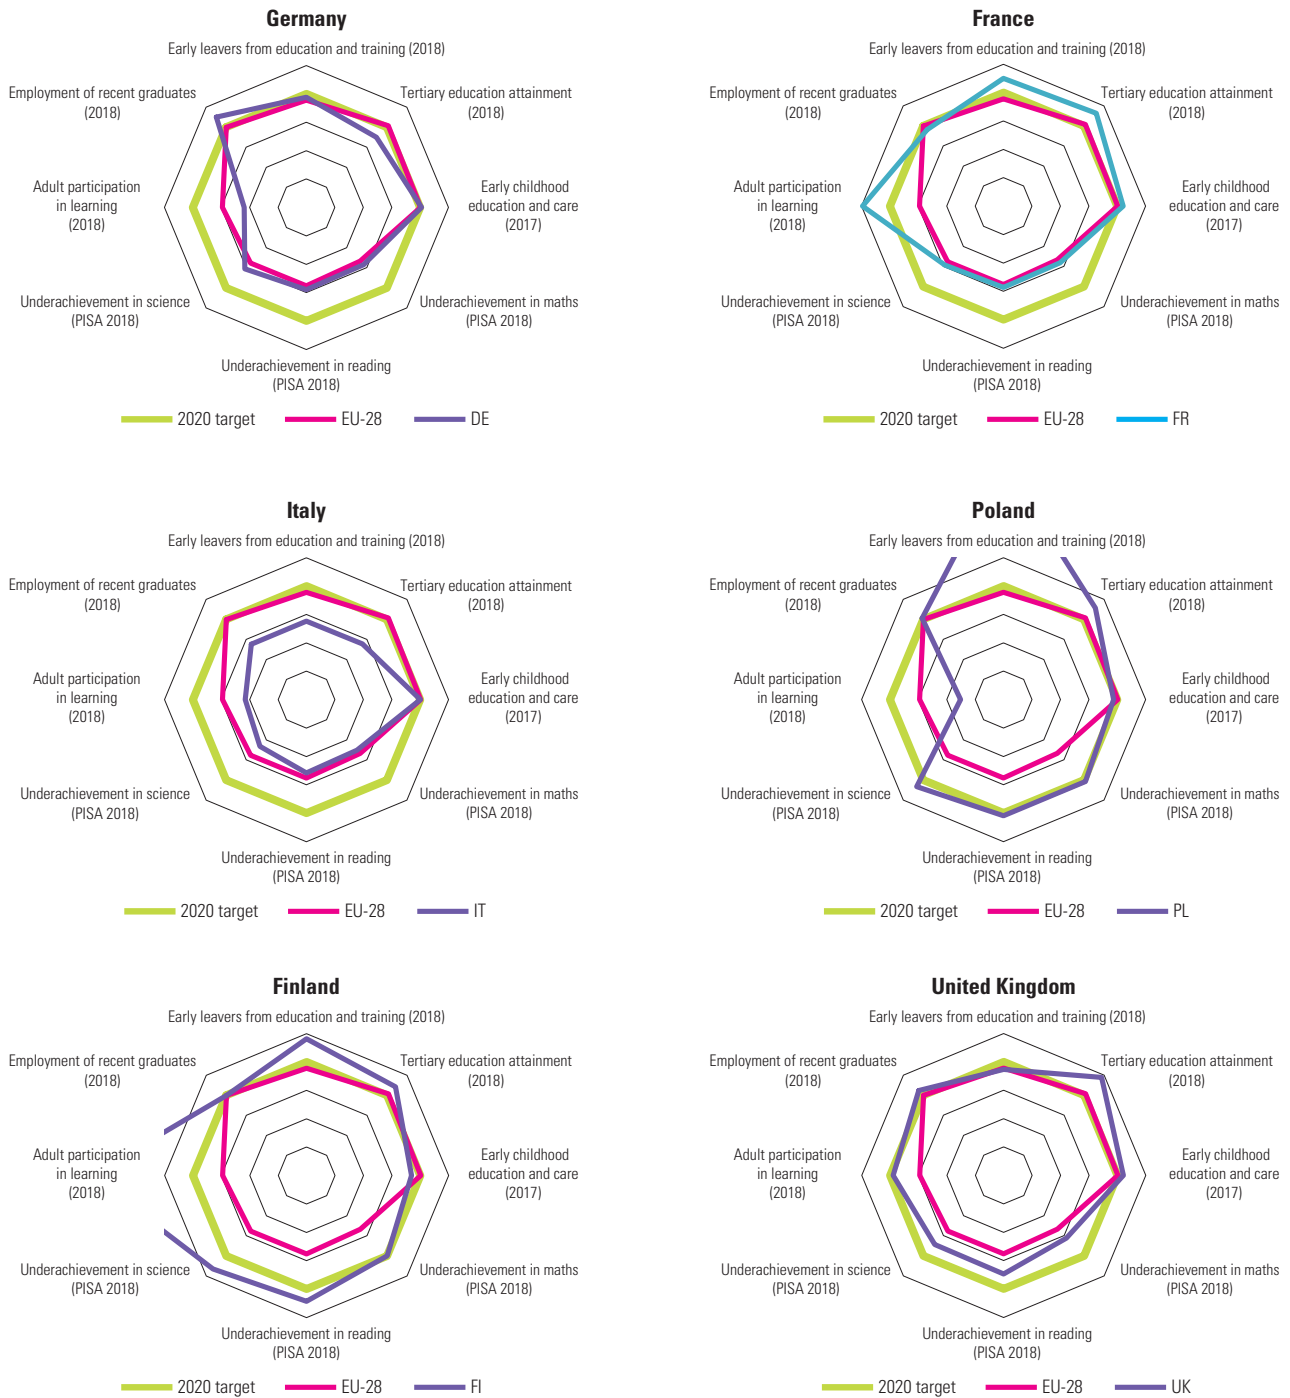 Germany
Early leavers from education and training (2018)
Employment of recent graduates
(2018)
Tertiary education attainment
(2018)
Adult participation
in learning
(2018)
Early childhood
education and care
(2017)
Underachievement in science
(PISA 2018)
Underachievement in maths
(PISA 2018)
Underachievement in reading
(PISA 2018)
2020 target
EU-28
DE
France
Early leavers from education and training (2018)
Employment of recent graduates
(2018)
Tertiary education attainment
(2018)
Adult participation
in learning
(2018)
Early childhood
education and care
(2017)
Underachievement in science
(PISA 2018)
Underachievement in maths
(PISA 2018)
Underachievement in reading
(PISA 2018)
2020 target
EU-28
FR
Italy
Early leavers from education and training (2018)
Employment of recent graduates
(2018)
Tertiary education attainment
(2018)
Adult participation
in learning
(2018)
Early childhood
education and care
(2017)
Underachievement in science
(PISA 2018)
Underachievement in maths
(PISA 2018)
Underachievement in reading
(PISA 2018)
2020 target
EU-28
IT
Poland
Early leavers from education and training (2018)
Employment of recent graduates
(2018)
Tertiary education attainment
(2018)
Adult participation
in learning
(2018)
Early childhood
education and care
(2017)
Underachievement in science
(PISA 2018)
Underachievement in maths
(PISA 2018)
Underachievement in reading
(PISA 2018)
2020 target
EU-28
PL
Finland
Early leavers from education and training (2018)
Employment of recent graduates
(2018)
Tertiary education attainment
(2018)
Adult participation
in learning
(2018)
Early childhood
education and care
(2017)
Underachievement in science
(PISA 2018)
Underachievement in maths
(PISA 2018)
Underachievement in reading
(PISA 2018)
2020 target
EU-28
FI
United Kingdom
Early leavers from education and training (2018)
Employment of recent graduates
(2018)
Tertiary education attainment
(2018)
Adult participation
in learning
(2018)
Early childhood
education and care
(2017)
Underachievement in science
(PISA 2018)
Underachievement in maths
(PISA 2018)
Underachievement in reading
(PISA 2018)
2020 target
EU-28
UK